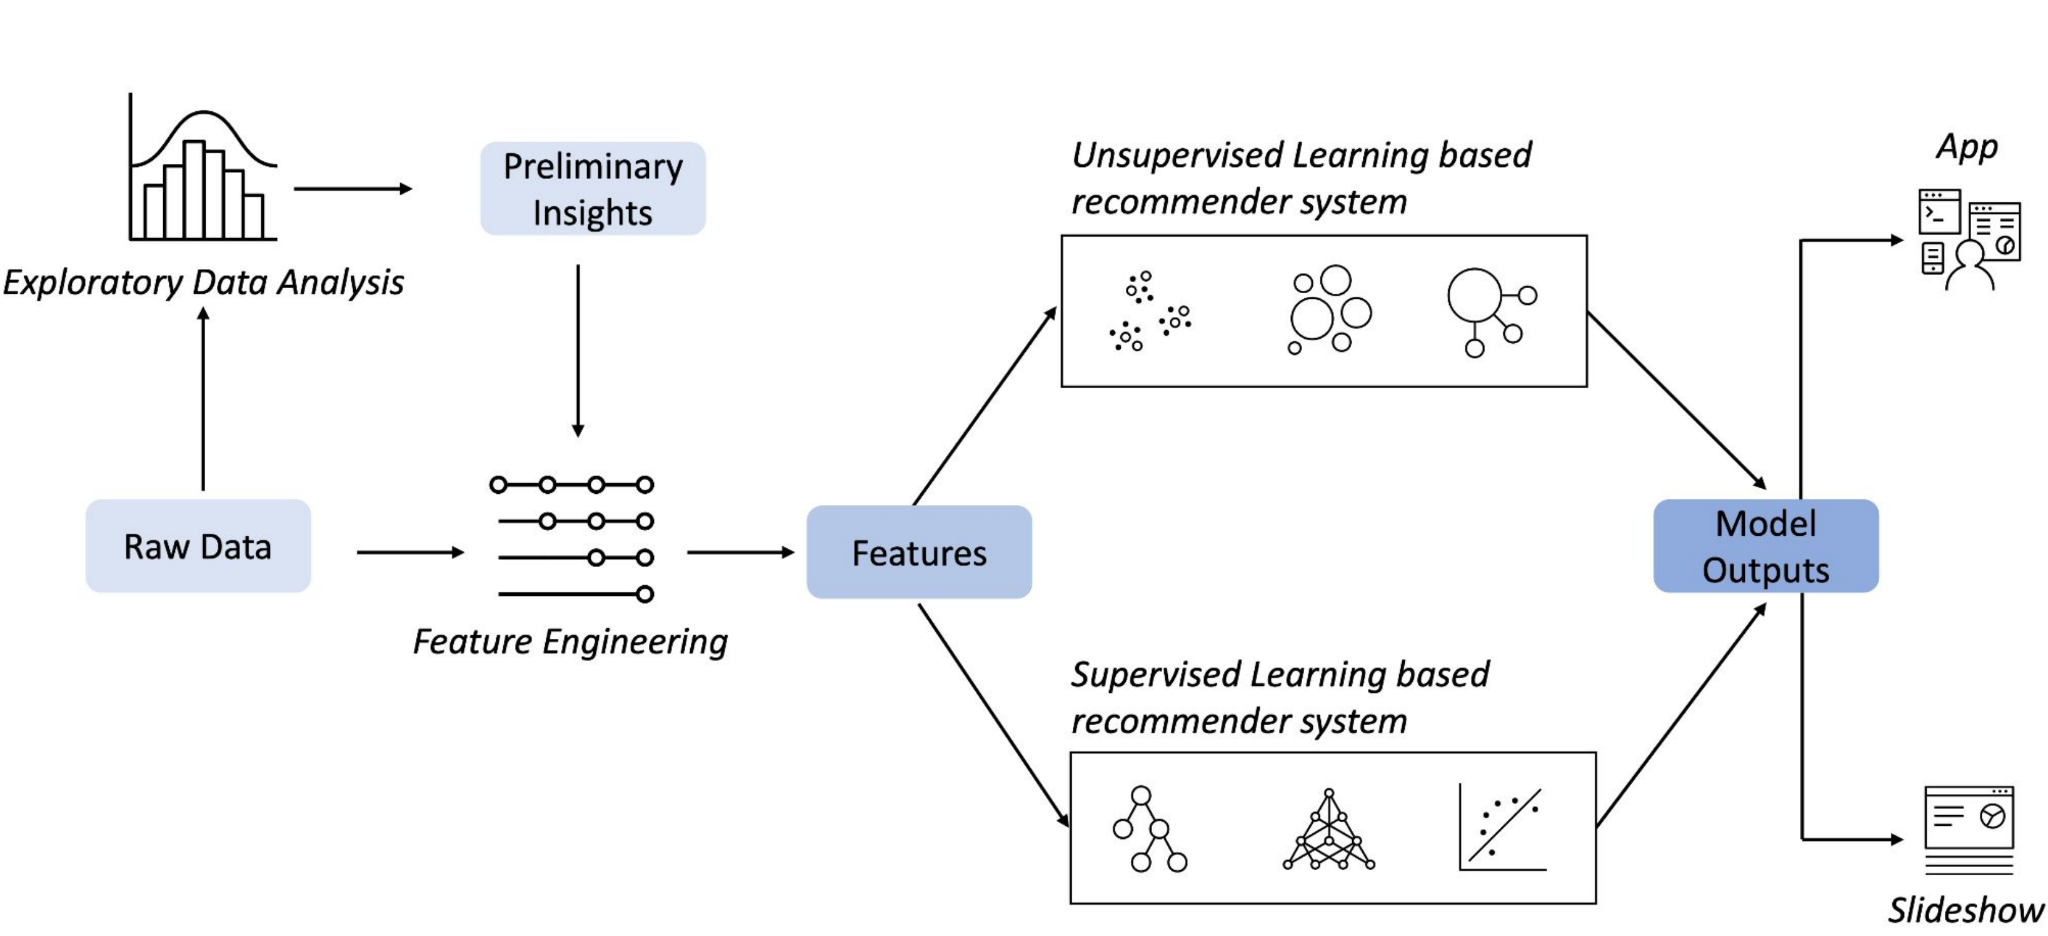 Exploratory Data Analysis
Preliminary
Insights
Raw Data
Feature Engineering
Features
Unsupervised Learning based
recommender system
Supervised Learning based
recommender system
Model
Outputs
App
Slideshow